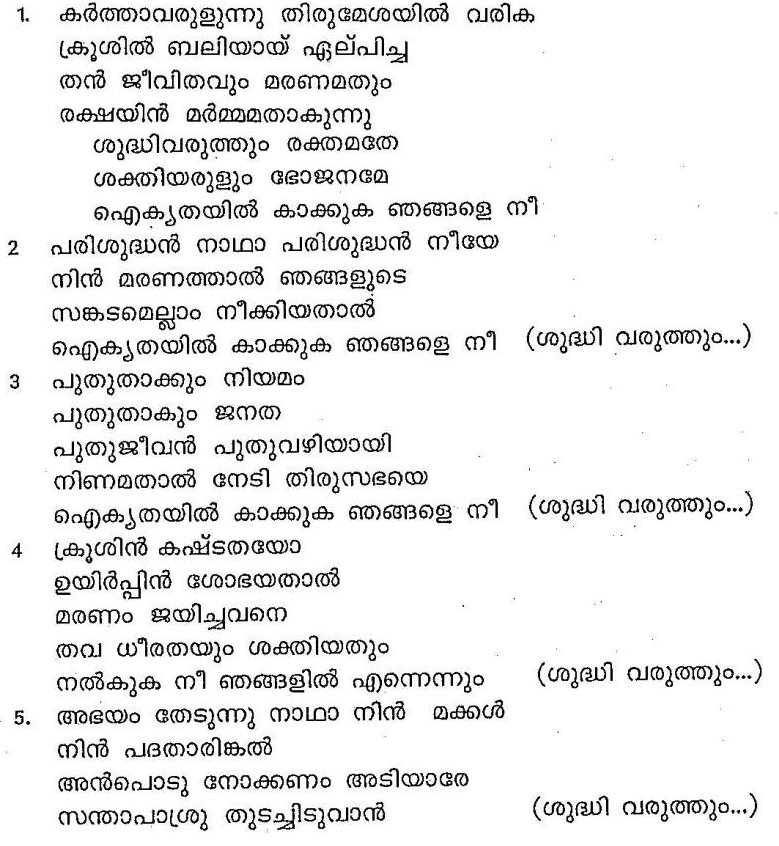 1. കർത്താവരുളുന്നു തിരുമേശയിൽ വരിക
ക്രൂശിൽ ബലിയായ് ഏല്പിച്ച
തൻ ജീവിതവും മരണമതും
രക്ഷയിൻ മർമ്മമതാകുന്നു
ശുദ്ധിവരുത്തും രക്തമതേ
ശക്തിയരുളും ഭോജനമേ
ഐക്യതയിൽ കാക്കുക ഞങ്ങളെ നീ
2 പരിശുദ്ധൻ നാഥാ പരിശുദ്ധൻ നീയേ
നിൻ മരണത്താൽ ഞങ്ങളുടെ
സങ്കടമെല്ലാം നീക്കിയതാൽ
ഐക്യതയിൽ കാക്കുക ഞങ്ങളെ നീ (ശുദ്ധി വരുത്തും...)
3 പുതുതാക്കും നിയമം
പുതുതാകും ജനത
പുതുജീവൻ പുതുവഴിയായി
നിണമതാൽ നേടി തിരുസഭയെ
ഐക്യതയിൽ കാക്കുക ഞങ്ങളെ നീ (ശുദ്ധി വരുത്തും...)
4 ക്രൂശിൻ കഷ്ടതയോ
ഉയിർപ്പിൻ ശോഭയതാൽ
മരണം ജയിച്ചവനെ
തവ ധീരതയും ശക്തിയതും
നൽകുക നീ ഞങ്ങളിൽ എന്നെന്നും (ശുദ്ധി വരുത്തും...)
5. അഭയം തേടുന്നു നാഥാ നിൻ മക്കൾ
നിൻ പദതാരിങ്കൽ
അൻപൊടു നോക്കണം അടിയാരേ
സന്താപാശ്രു തുടച്ചിടുവാൻ (ശുദ്ധി വരുത്തും...)